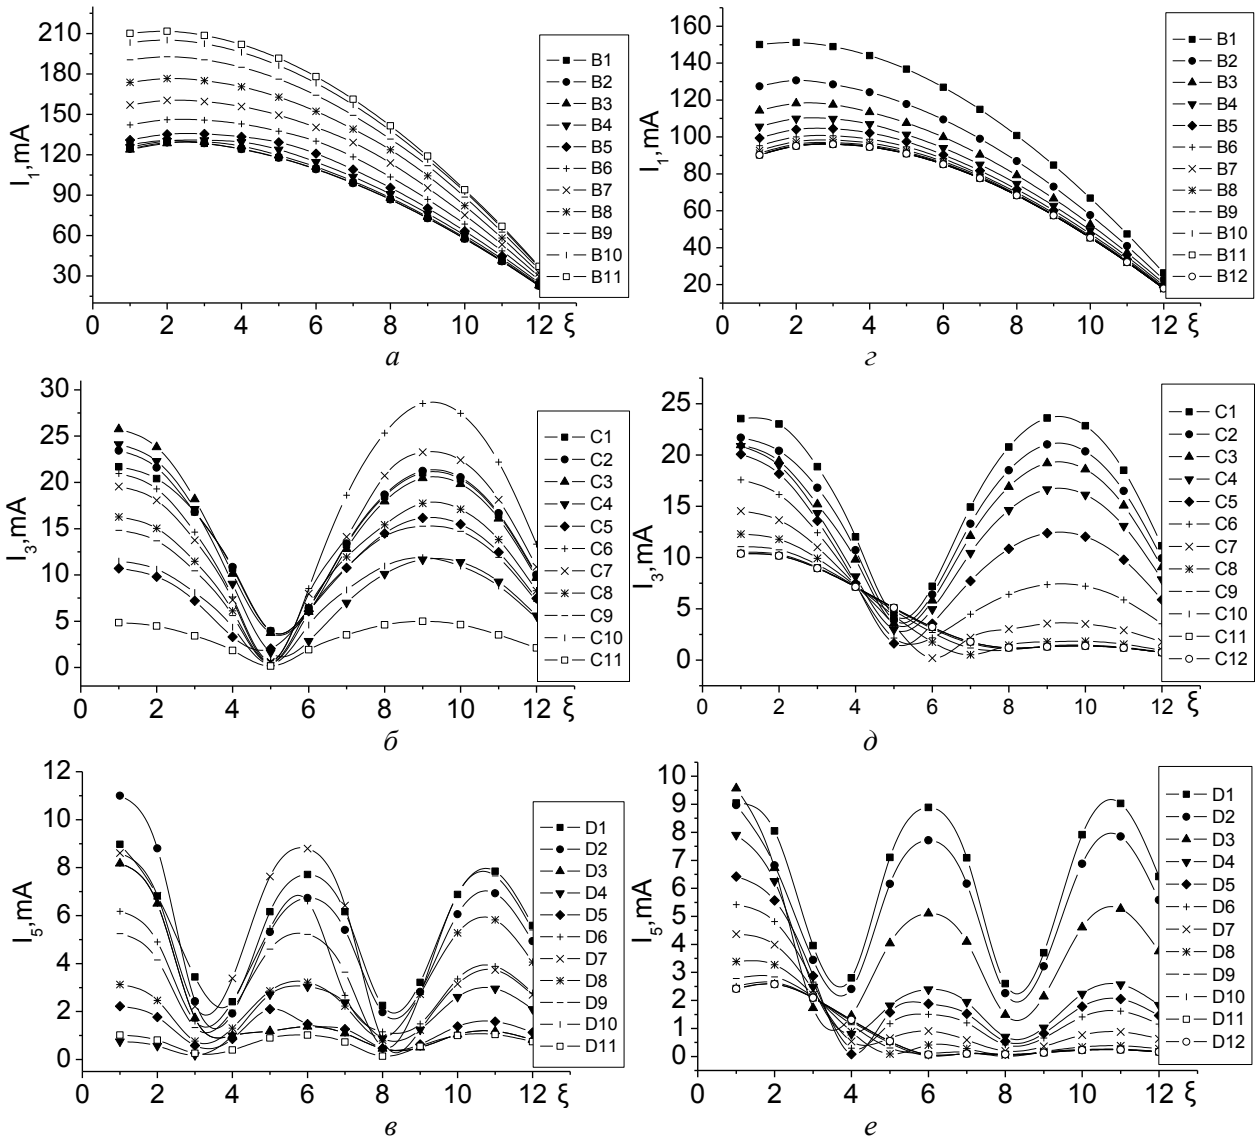 I1,mA
210
180
150
120
90
60
30
0 2 4 6 8 10 12 ξ
B1
B2
B3
B4
B5
B6
B7
B8
B9
B10
B11
а
I1,mA
160
140
120
100
80
60
40
20
0 2 4 6 8 10 12 ξ
B1
B2
B3
B4
B5
B6
B7
B8
B9
B10
B11
B12
г
I3,mA
30
25
20
15
10
5
0
0 2 4 6 8 10 12 ξ
C1
C2
C3
C4
C5
C6
C7
C8
C9
C10
C11
б
I3,mA
25
20
15
10
5
0
0 2 4 6 8 10 12 ξ
C1
C2
C3
C4
C5
C6
C7
C8
C9
C10
C11
C12
д
I5,mA
12
10
8
6
4
2
0
0 2 4 6 8 10 12 ξ
D1
D2
D3
D4
D5
D6
D7
D8
D9
D10
D11
в
I5,mA
10
9
8
7
6
5
4
3
2
1
0
0 2 4 6 8 10 12 ξ
D1
D2
D3
D4
D5
D6
D7
D8
D9
D10
D11
D12
е